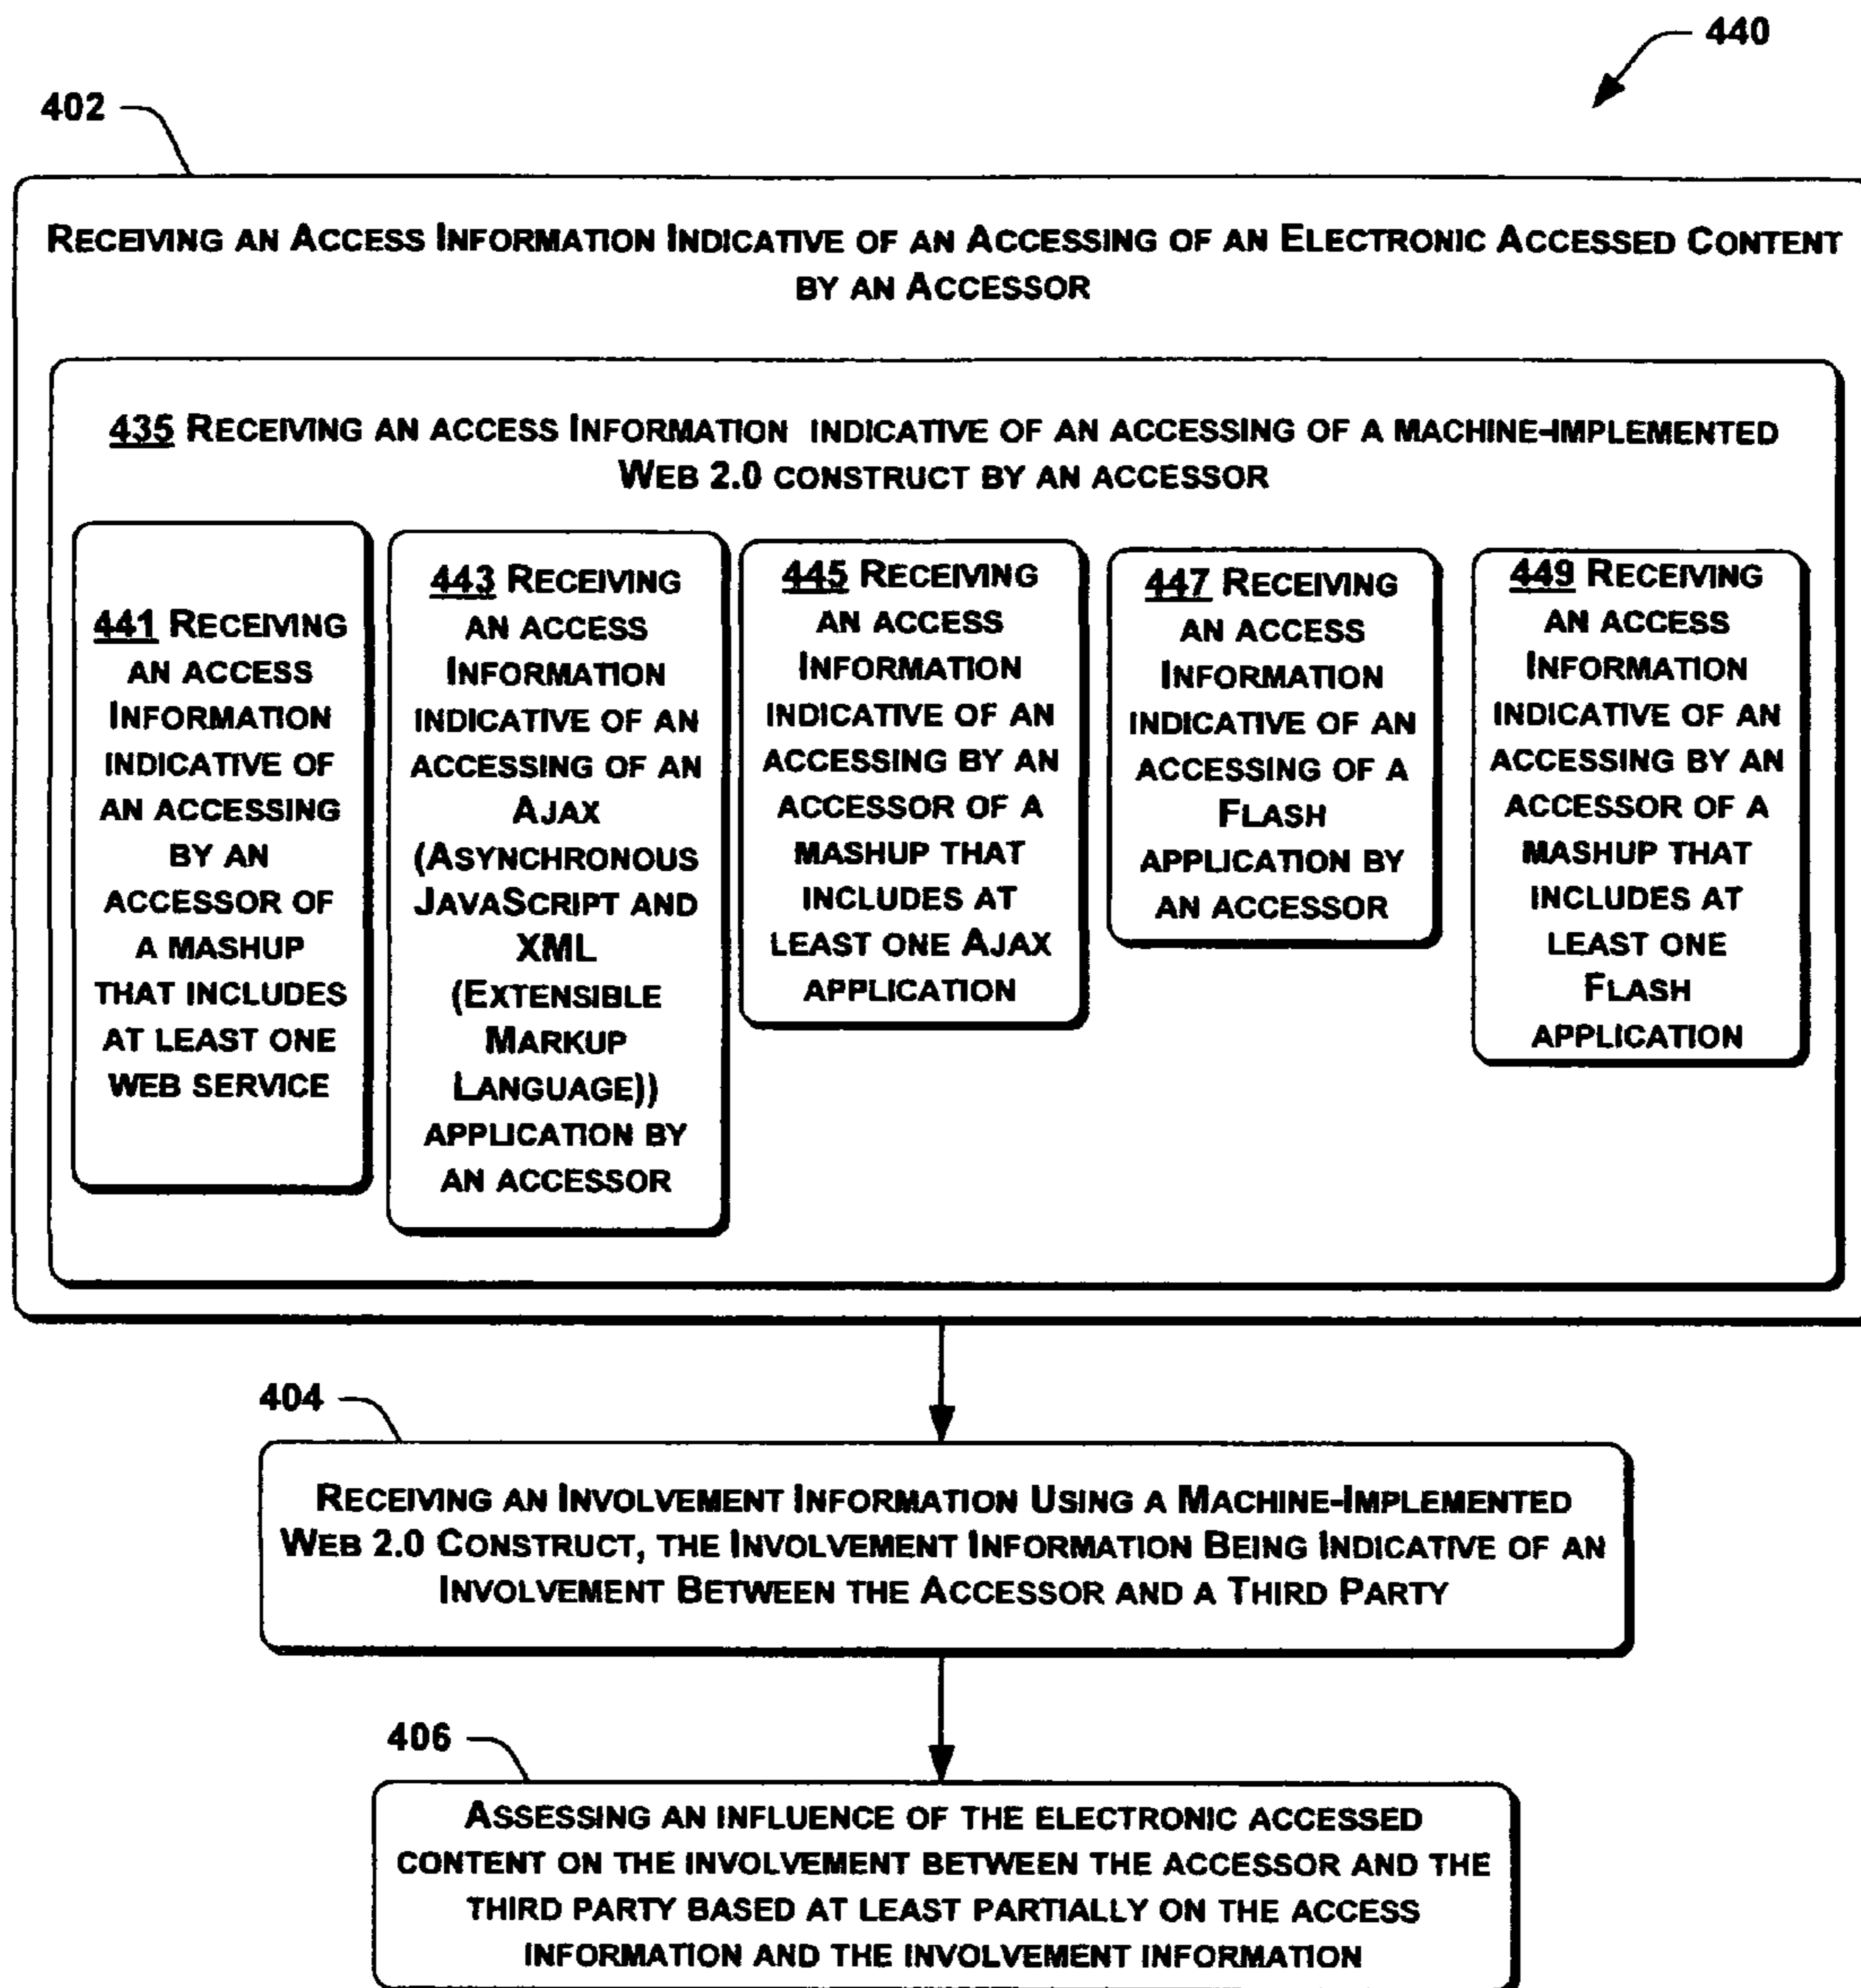 440
402
RECEIVING AN ACCESS INFORMATION INDICATIVE OF AN ACCESSING OF AN ELECTRONIC ACCESSED CONTENT
BY AN ACCESSOR
435 RECEIVING AN ACCESS INFORMATION INDICATIVE OF AN ACCESSING OF A MACHINE-IMPLEMENTED
WEB 2.0 CONSTRUCT BY AN ACCESSOR
441 RECEIVING
AN ACCESS
INFORMATION
INDICATIVE OF
AN ACCESSING
BY AN
ACCESSOR OF
A MASHUP
THAT INCLUDES
AT LEAST ONE
WEB SERVICE
443 RECEIVING
AN ACCESS
INFORMATION
INDICATIVE OF AN
ACCESSING OF AN
AJAX
(ASYNCHRONOUS
JAVASCRIPT AND
XML
(EXTENSIBLE
MARKUP
LANGUAGE))
APPLICATION BY
AN ACCESSOR
445 RECEIVING
AN ACCESS
INFORMATION
INDICATIVE OF AN
ACCESSING BY AN
ACCESSOR OF A
MASHUP THAT
INCLUDES AT
LEAST ONE AJAX
APPLICATION
447 RECEIVING
AN ACCESS
INFORMATION
INDICATIVE OF AN
ACCESSING OF A
FLASH
APPLICATION BY
AN ACCESSOR
449 RECEIVING
AN ACCESS
INFORMATION
INDICATIVE OF AN
ACCESSING BY AN
ACCESSOR OF A
MASHUP THAT
INCLUDES AT
LEAST ONE
FLASH
APPLICATION
404
RECEIVING AN INVOLVEMENT INFORMATION USING A MACHINE-IMPLEMENTED
WEB 2.0 CONSTRUCT, THE INVOLVEMENT INFORMATION BEING INDICATIVE OF AN
INVOLVEMENT BETWEEN THE ACCESSOR AND A THIRD PARTY
406
ASSESSING AN INFLUENCE OF THE ELECTRONIC ACCESSED
CONTENT ON THE INVOLVEMENT BETWEEN THE ACCESSOR AND THE
THIRD PARTY BASED AT LEAST PARTIALLY ON THE ACCESS
INFORMATION AND THE INVOLVEMENT INFORMATION